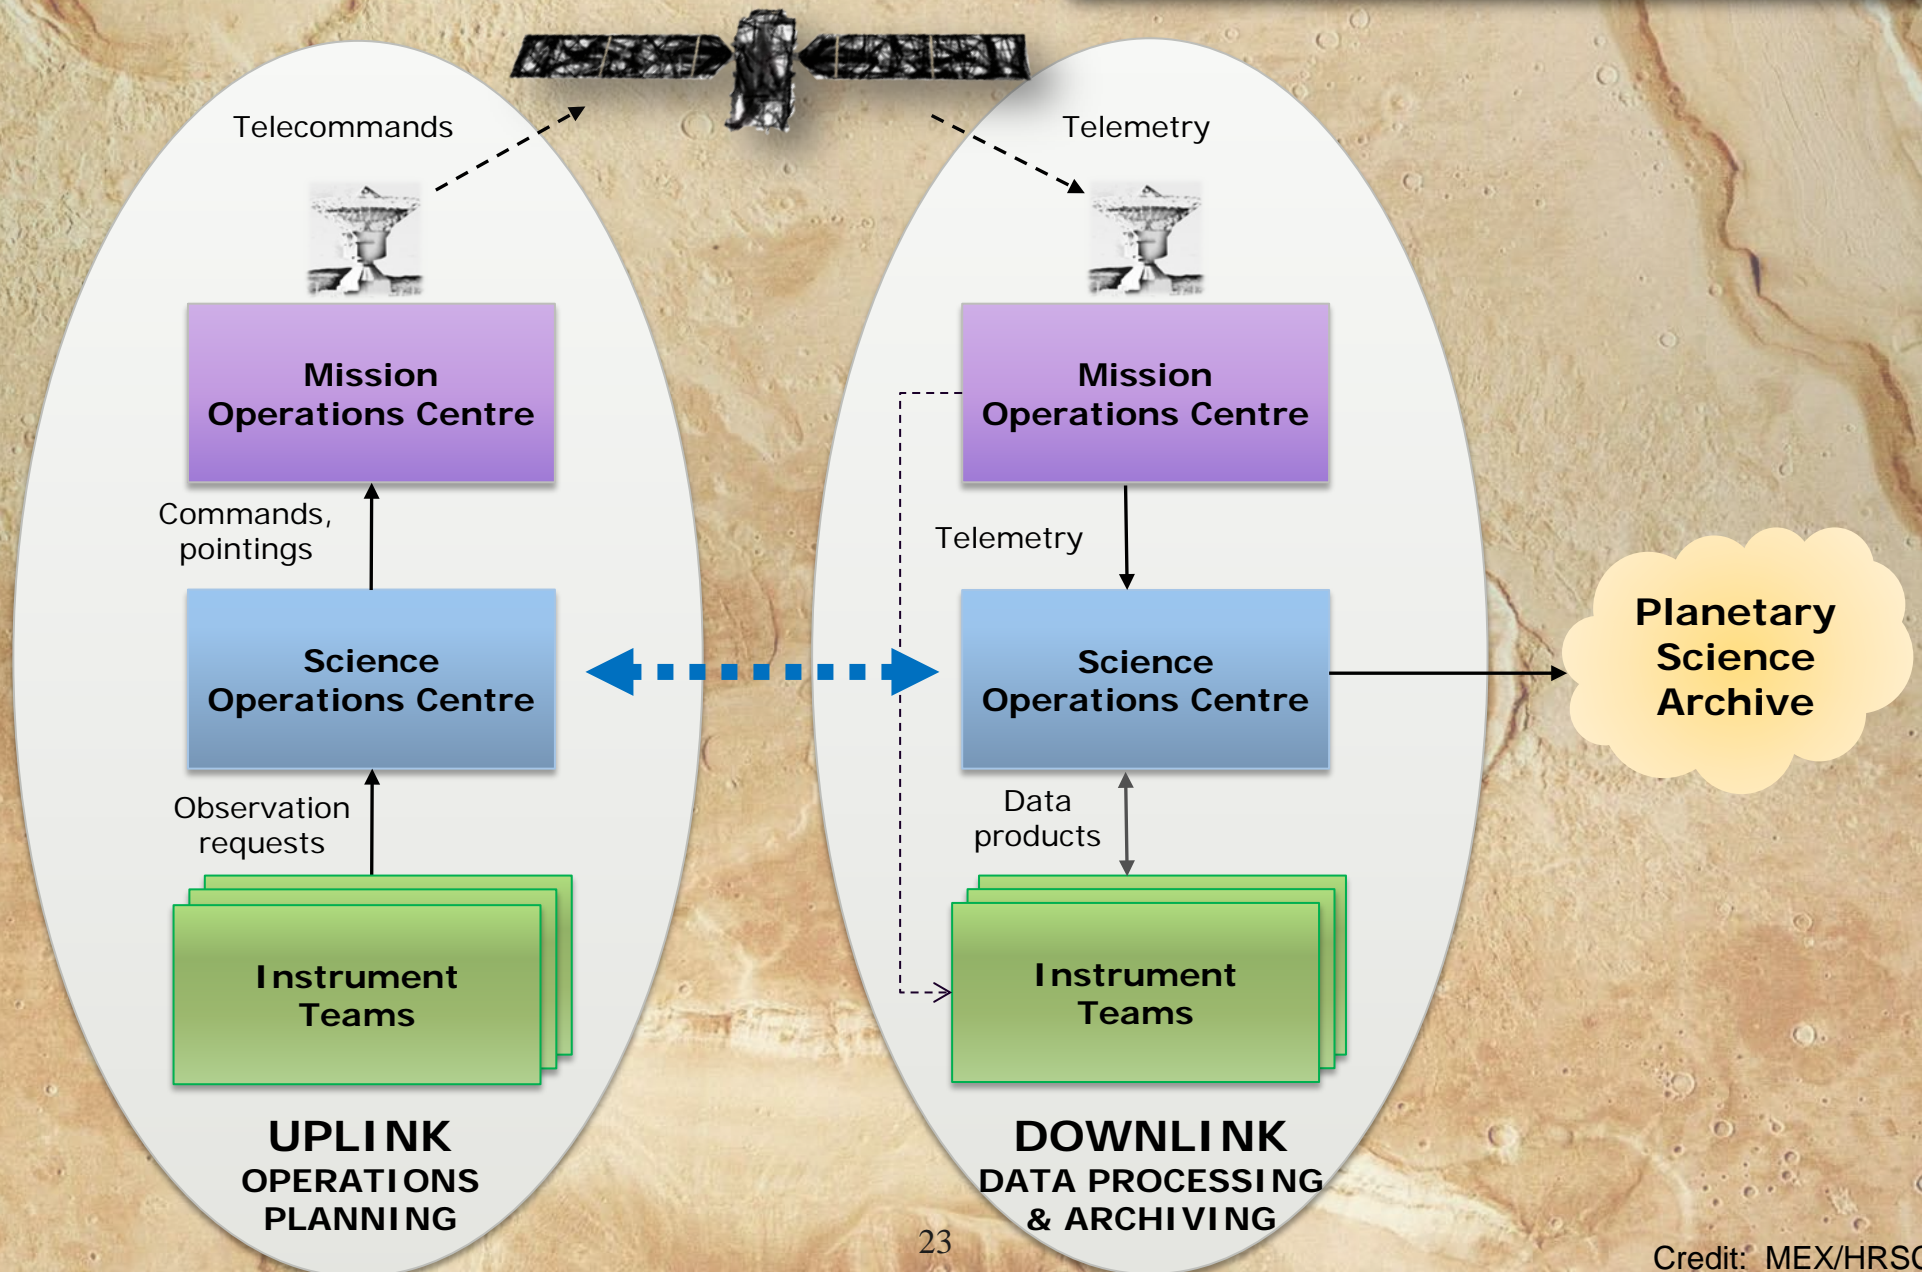 Telecommands
Mission
Operations Centre
Commands,
pointings
Science
Operations Centre
Observation
requests
Instrument
Teams
UPLINK
OPERATIONS
PLANNING
Telemetry
Mission
Operations Centre
Telemetry
Science
Operations Centre
Data
products
Instrument
Teams
DOWNLINK
DATA PROCESSING
& ARCHIVING
Planetary
Science
Archive
23
Credit: MEX/HRSC